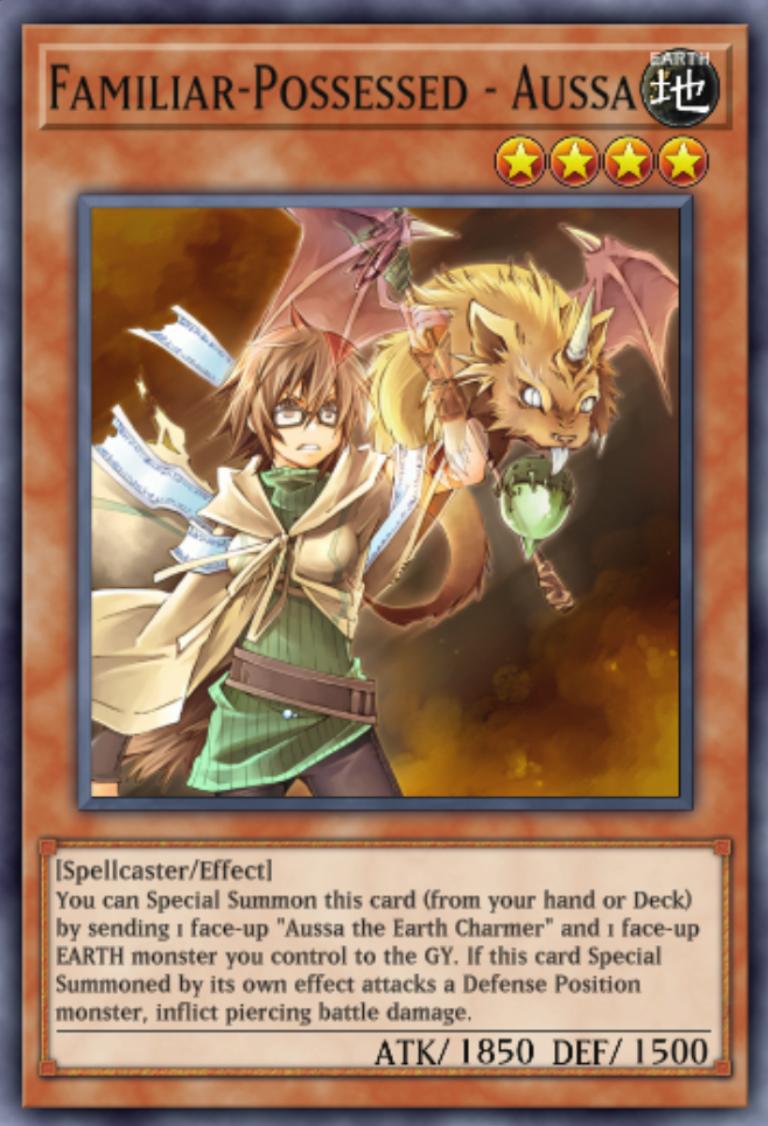 Familiar-Possessed - Aussa
EARTH
地
[Spellcaster/Effect]
You can Special Summon this card (from your hand or Deck)
by sending 1 face-up "Aussa the Earth Charmer" and 1 face-up
EARTH monster you control to the GY. If this card Special
Summoned by its own effect attacks a Defense Position
monster, inflict piercing battle damage.
ATK/ 1850 DEF/ 1500